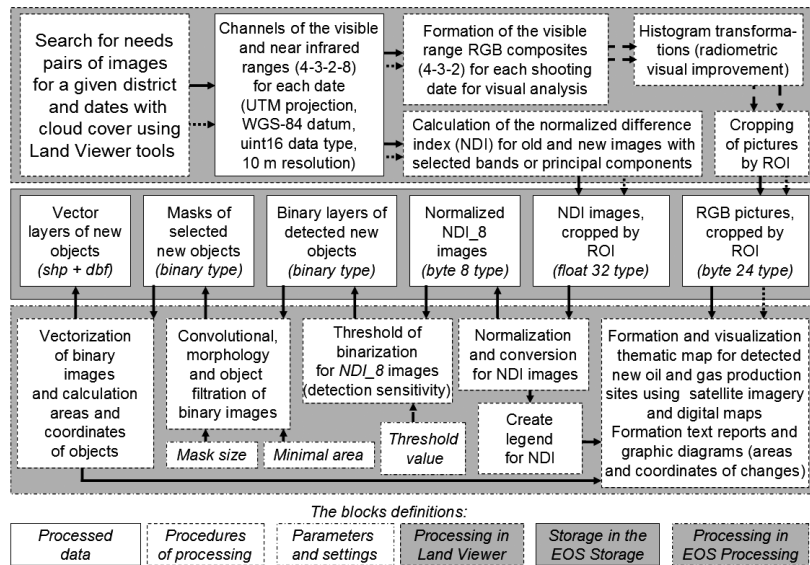 Search for needs
pairs of images
for a given district
and dates with
cloud cover using
Land Viewer tools
Channels of the visible
and near infrared
ranges (4-3-2-8)
for each date
(UTM projection,
WGS-84 datum,
uint16 data type,
10 m resolution)
Formation of the visible
range RGB composites
(4-3-2) for each shooting
date for visual analysis
Histogram transforma-
tions (radiometric
visual improvement)
Calculation of the normalized difference
index (NDI) for old and new images with
selected bands or principal components
Cropping
of pictures
by ROI
Vector
layers of new
objects
(shp + dbf)
Masks of
selected
new objects
(binary type)
Binary layers of
detected new
objects
(binary type)
Normalized
NDI_8
images
(byte 8 type)
NDI images,
cropped by
ROI
(float 32 type)
RGB pictures,
cropped by
ROI
(byte 24 type)
Vectorization
of binary
images
and calculation
areas and
coordinates
of objects
Convolutional,
morphology
and object
filtration of
binary images
Mask size
Minimal area
Threshold of
binarization
for NDI_8 images
(detection sensitivity)
Threshold
value
Normalization
and conversion
for NDI images
Create
legend
for NDI
Formation and visualization
thematic map for detected
new oil and gas production
sites using satellite imagery
and digital maps
Formation text reports and
graphic diagrams (areas
and coordinates of changes)
The blocks definitions:
Processed
data
Procedures
of processing
Parameters
and settings
Processing in
Land Viewer
Storage in the
EOS Storage
Processing in
EOS Processing